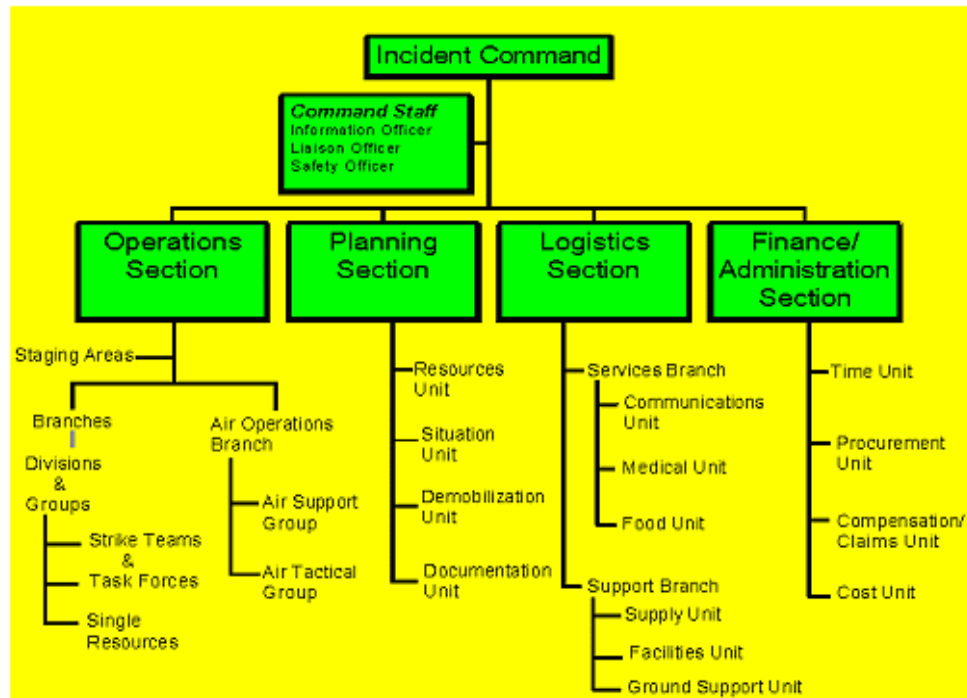 Incident Command
Command Staff
Information Officer
Liaison Officer
Safety Officer
Operations
Section
Planning
Section
Logistics
Section
Finance/
Administration
Section
Staging Areas
Branches
Divisions
&
Groups
Strike Teams
&
Task Forces
Single
Resources
Air Operations
Branch
Air Support
Group
Air Tactical
Group
Resources
Unit
Situation
Unit
Demobilization
Unit
Documentation
Unit
Services Branch
Communications
Unit
Medical Unit
Food Unit
Support Branch
Supply Unit
Facilities Unit
Ground Support Unit
Time Unit
Procurement
Unit
Compensation/
Claims Unit
Cost Unit